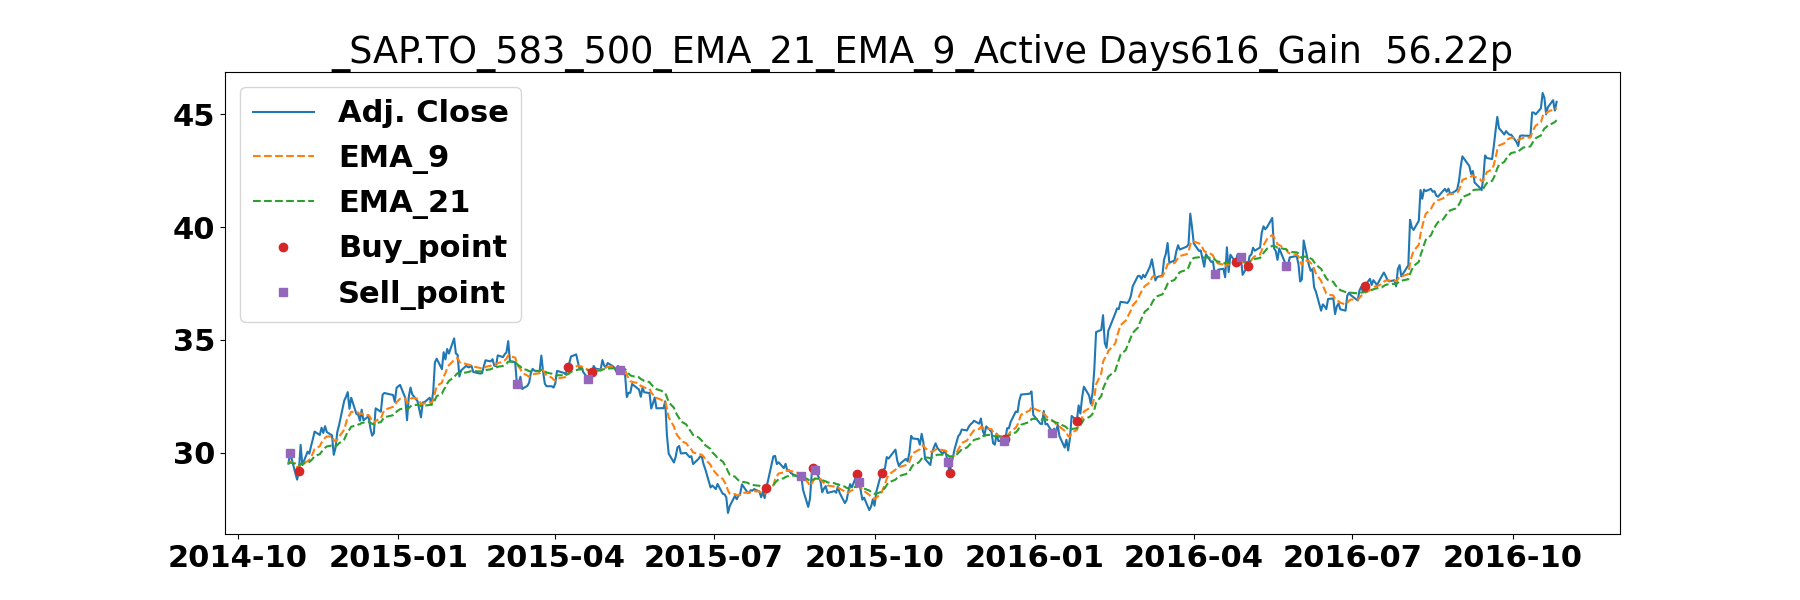 _SAP.TO_583_500_EMA_21_EMA_9_Active Days616_Gain  56.22p
Adj. Close
EMA_9
EMA_21
Buy_point
Sell_point
45
40
35
30
2014-10 2015-01 2015-04 2015-07 2015-10 2016-01 2016-04 2016-07 2016-10